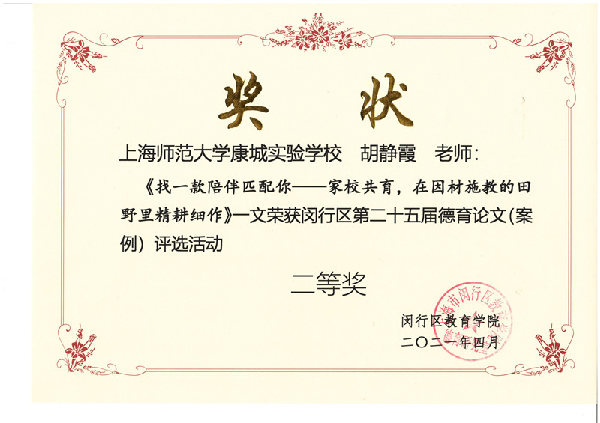 奖 状
上海师范大学康城实验学校 胡静霞 老师：
《找一款陪伴匹配你——家校共育，在因材施教的田
野里精耕细作》一文荣获闵行区第二十五届德育论文（案
例）评选活动
二等奖
闵行区教育学院
二〇二一年四月